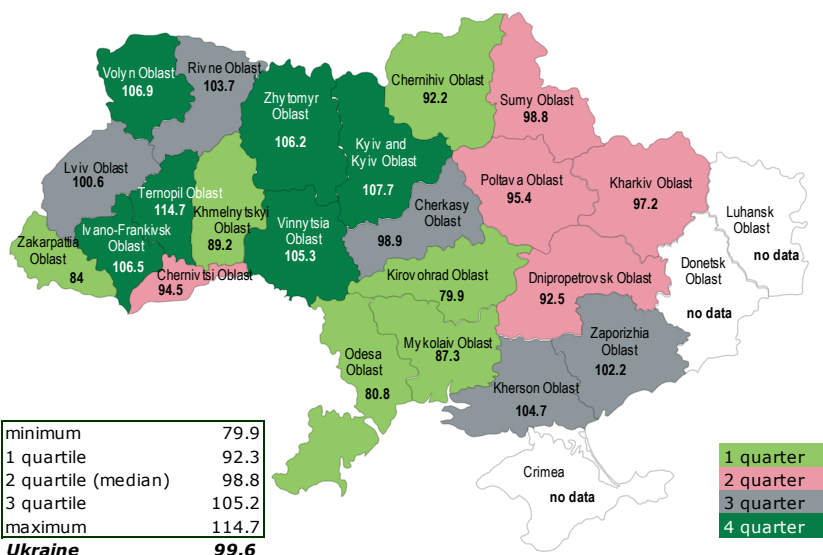 Volyn Oblast
106.9
Rivne Oblast
103.7
Zhytomyr
Oblast
106.2
Kyiv and
Kyiv Oblast
107.7
Chernihiv Oblast
92.2
Sumy Oblast
98.8
Lviv Oblast
100.6
Ternopil Oblast
114.7
Khmelnytskyi
Oblast
89.2
Vinnytsia
Oblast
105.3
Cherkasy
Oblast
98.9
Poltava Oblast
95.4
Kharkiv Oblast
97.2
Luhansk
Oblast
no data
Donetsk
Oblast
no data
Zakarpattia
Oblast
84
Ivano-Frankivsk
Oblast
106.5
Chernivtsi Oblast
94.5
Kirovohrad Oblast
79.9
Dnipropetrovsk Oblast
92.5
Zaporizhia
Oblast
102.2
Odesa
Oblast
80.8
Mykolaiv Oblast
87.3
Kherson Oblast
104.7
Crimea
no data
minimum 79.9
1 quartile 92.3
2 quartile (median) 98.8
3 quartile 105.2
maximum 114.7
Ukraine 99.6
1 quarter
2 quarter
3 quarter
4 quarter